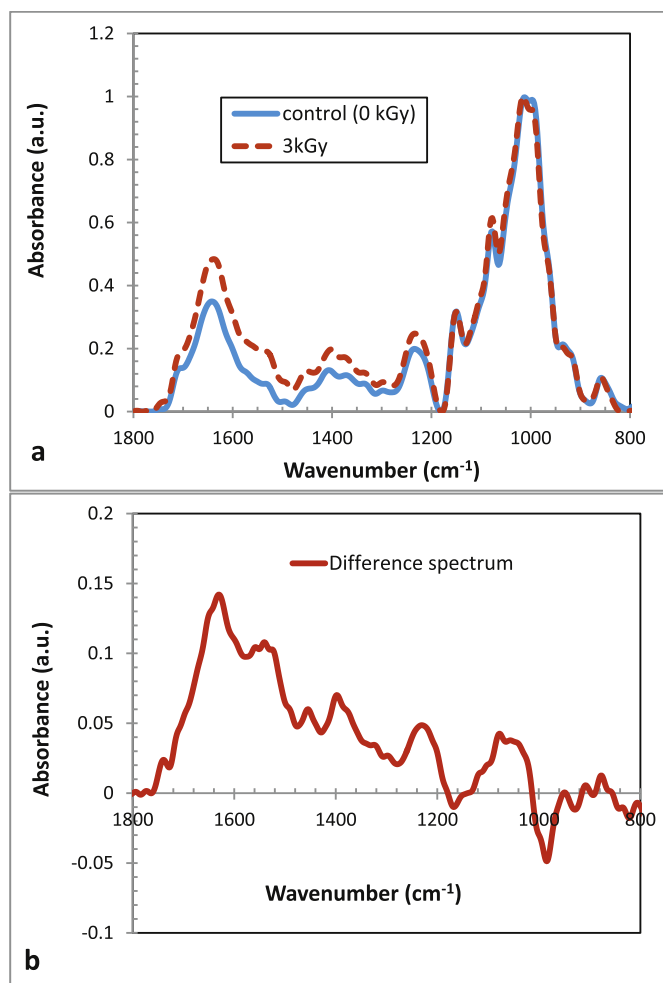 1.2
1
0.8
0.6
0.4
0.2
0
Absorbance (a.u.)
control (0 kGy)
3kGy
1800 1600 1400 1200 1000 800
Wavenumber (cm-1)
a
0.2
0.15
0.1
0.05
0
-0.05
-0.1
Absorbance (a.u.)
Difference spectrum
1800 1600 1400 1200 1000 800
Wavenumber (cm-1)
b